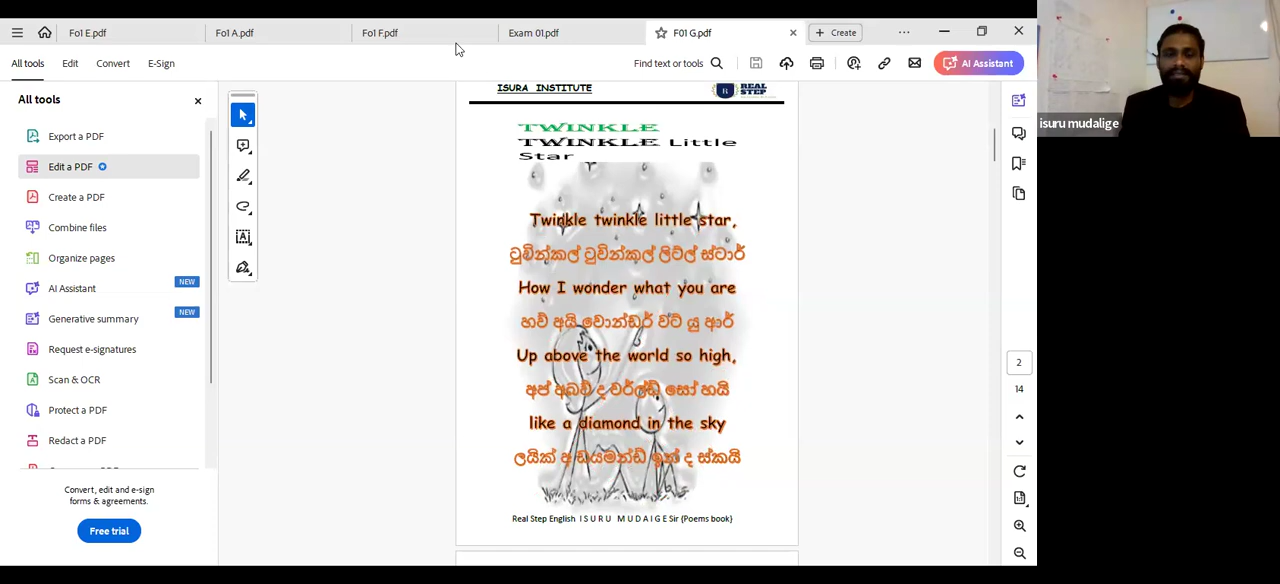 Fo1 E.pdf
Fo1 A.pdf
Fo1 F.pdf
Exam 01.pdf
F01 G.pdf
Create
All tools
Edit
Convert
E-Sign
Find text or tools
AI Assistant
All tools
Export a PDF
Edit a PDF
Create a PDF
Combine files
Organize pages
AI Assistant
NEW
Generative summary
NEW
Request e-signatures
Scan & OCR
Protect a PDF
Redact a PDF
Convert, edit and e-sign
forms & agreements.
Free trial
ISURA INSTITUTE
R REAL
STEP
TWINKLE
TWINKLE Little
Star
Twinkle twinkle little star,
ටුවින්කල් ටුවින්කල් ලිට්ල් ස්ටාර්
How I wonder what you are
හව් අයි වොන්ඩර් වට් යු ආර්
Up above the world so high,
අප් අබව් ද වර්ල්ඩ් සෝ හයි
like a diamond in the sky
ලයික් අ ඩයමන්ඩ් ඉන් ද ස්කයි
Real Step English I S U R U M U D A I G E Sir (Poems book}
2
14
isuru mudalige